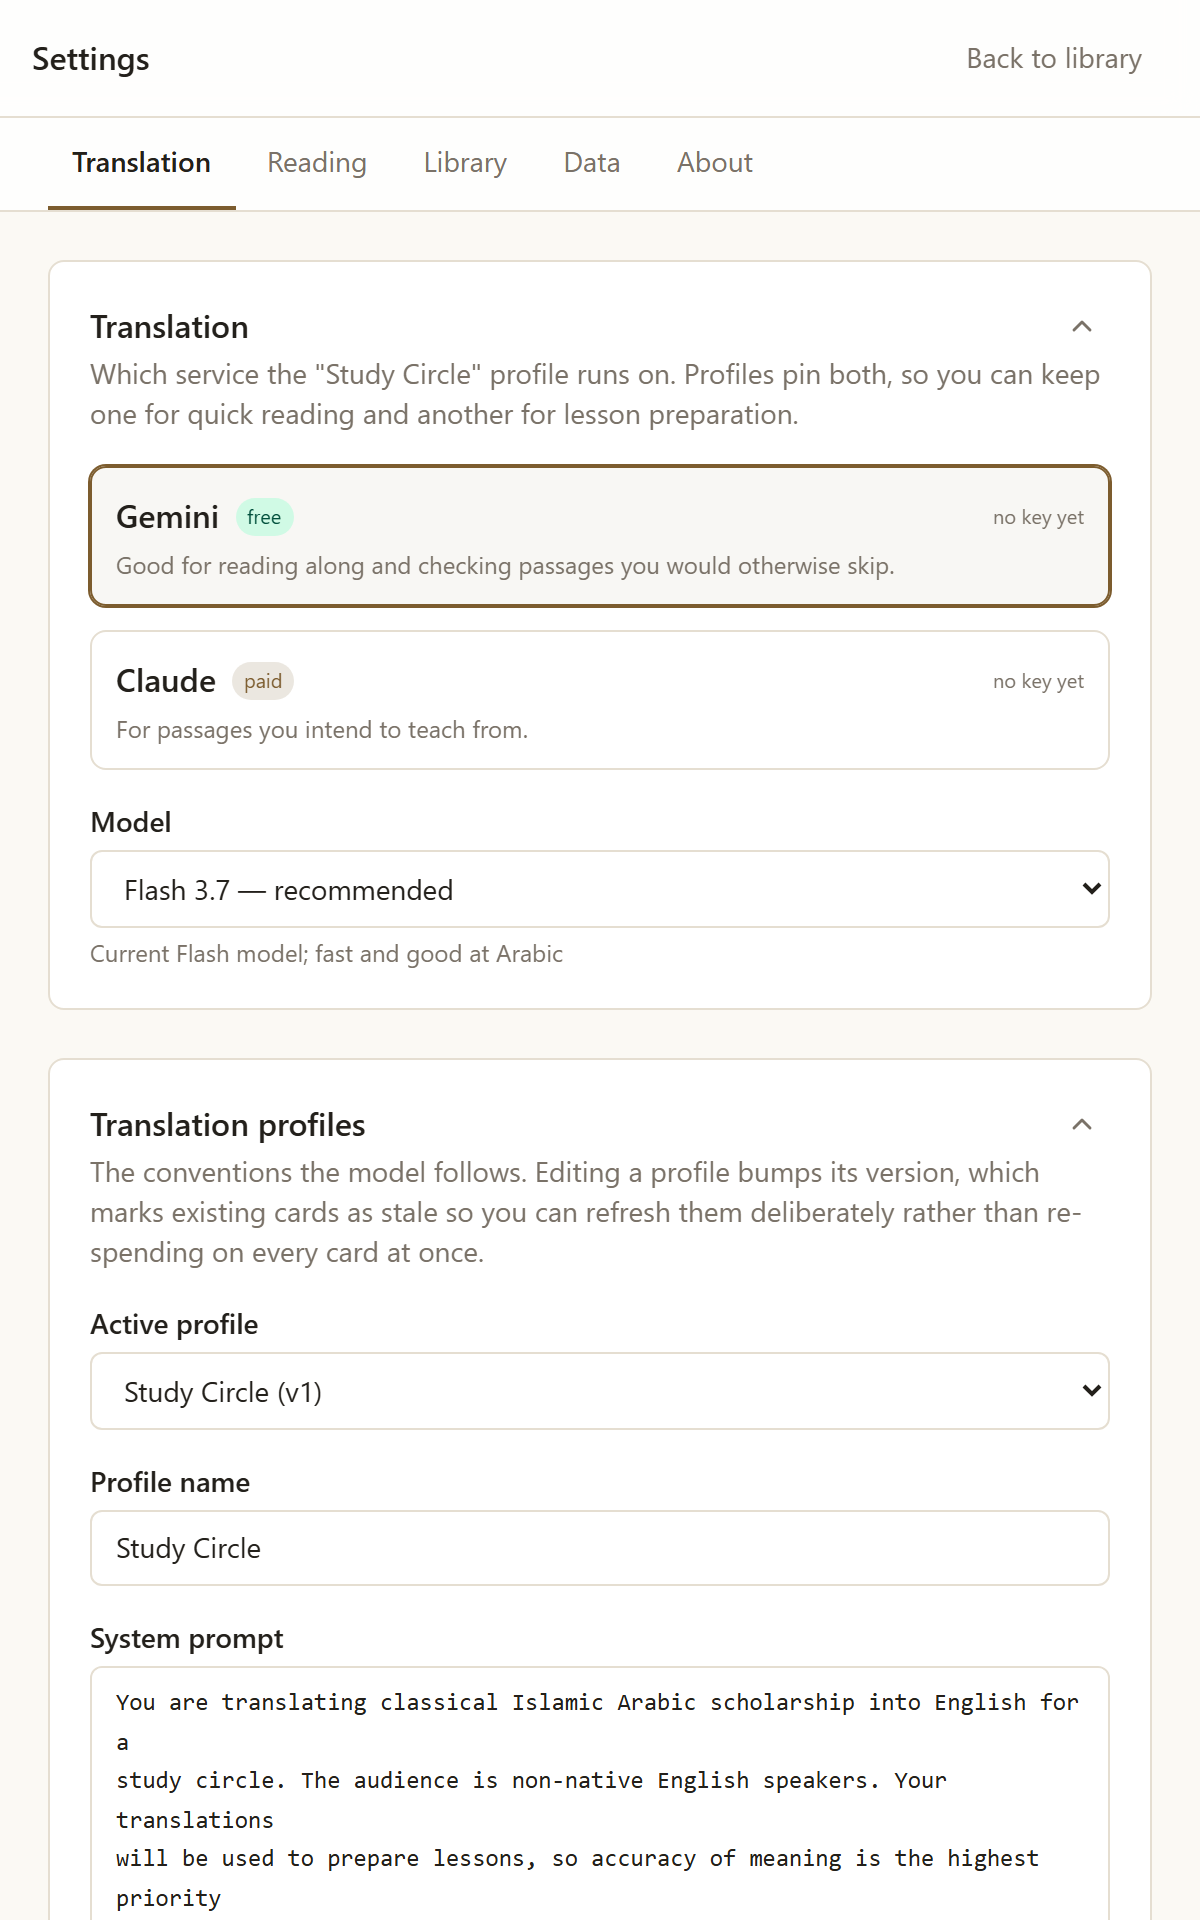 Settings
Back to library
Translation
Reading
Library
Data
About
Translation
Which service the "Study Circle" profile runs on. Profiles pin both, so you can keep
one for quick reading and another for lesson preparation.
Gemini
free
no key yet
Good for reading along and checking passages you would otherwise skip.
Claude
paid
no key yet
For passages you intend to teach from.
Model
Flash 3.7 — recommended
Current Flash model; fast and good at Arabic
Translation profiles
The conventions the model follows. Editing a profile bumps its version, which
marks existing cards as stale so you can refresh them deliberately rather than re-
spending on every card at once.
Active profile
Study Circle (v1)
Profile name
Study Circle
System prompt
You are translating classical Islamic Arabic scholarship into English for
a
study circle. The audience is non-native English speakers. Your
translations
will be used to prepare lessons, so accuracy of meaning is the highest
priority